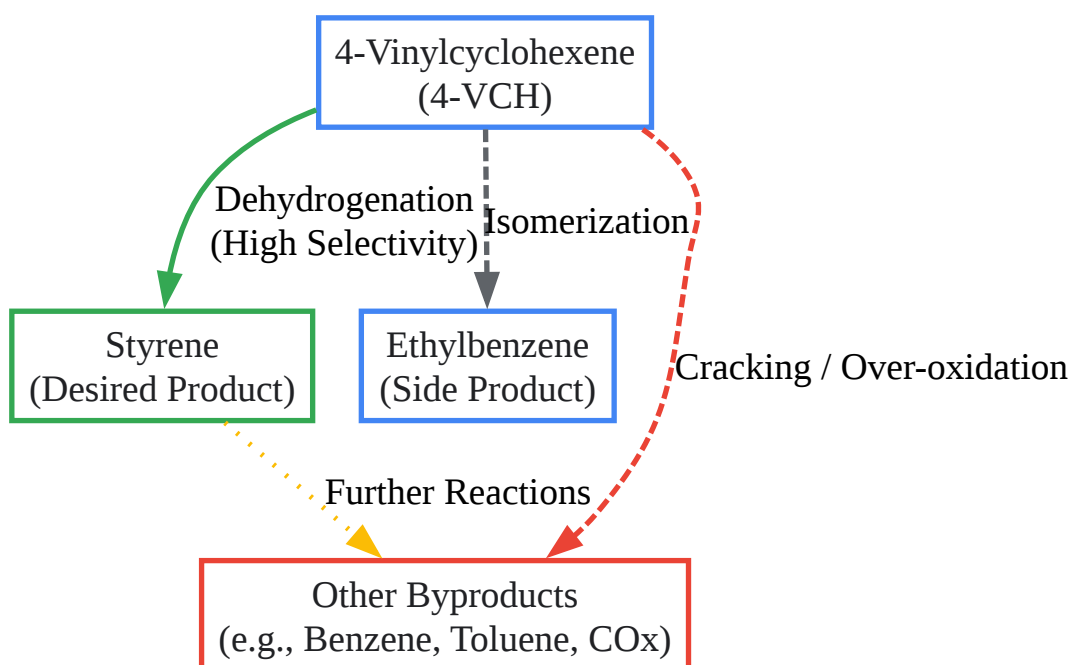 4-Vinylcyclohexene
(4-VCH)
Dehydrogenation
(High Selectivity)
Isomerization
Styrene
(Desired Product)
Ethylbenzene
(Side Product)
Cracking / Over-oxidation
Further Reactions
Other Byproducts
(e.g., Benzene, Toluene, COx)